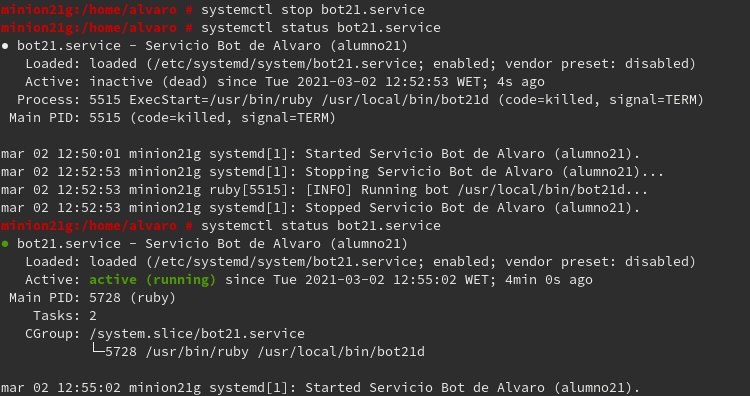 minion21g:/home/alvaro # systemctl stop bot21.service
minion21g:/home/alvaro # systemctl status bot21.service
● bot21.service - Servicio Bot de Alvaro (alumno21)
   Loaded: loaded (/etc/systemd/system/bot21.service; enabled; vendor preset: disabled)
   Active: inactive (dead) since Tue 2021-03-02 12:52:53 WET; 4s ago
  Process: 5515 ExecStart=/usr/bin/ruby /usr/local/bin/bot21d (code=killed, signal=TERM)
 Main PID: 5515 (code=killed, signal=TERM)

mar 02 12:50:01 minion21g systemd[1]: Started Servicio Bot de Alvaro (alumno21).
mar 02 12:52:53 minion21g systemd[1]: Stopping Servicio Bot de Alvaro (alumno21)...
mar 02 12:52:53 minion21g ruby[5515]: [INFO] Running bot /usr/local/bin/bot21d...
mar 02 12:52:53 minion21g systemd[1]: Stopped Servicio Bot de Alvaro (alumno21).
minion21g:/home/alvaro # systemctl status bot21.service
● bot21.service - Servicio Bot de Alvaro (alumno21)
   Loaded: loaded (/etc/systemd/system/bot21.service; enabled; vendor preset: disabled)
   Active: active (running) since Tue 2021-03-02 12:55:02 WET; 4min 0s ago
 Main PID: 5728 (ruby)
    Tasks: 2
   CGroup: /system.slice/bot21.service
           └─5728 /usr/bin/ruby /usr/local/bin/bot21d

mar 02 12:55:02 minion21g systemd[1]: Started Servicio Bot de Alvaro (alumno21).